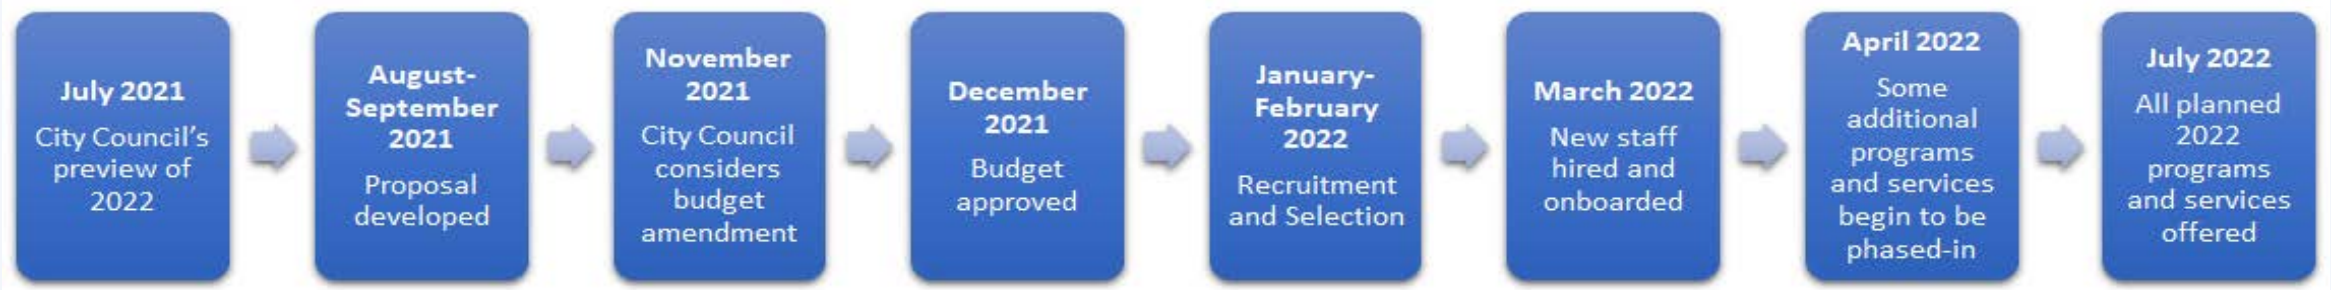 July 2021
City Council's
preview of
2022
August-
September
2021
Proposal
developed
November
2021
City Council
considers
budget
amendment
December
2021
Budget
approved
January-
February
2022
Recruitment
and Selection
March 2022
New staff
hired and
onboarded
April 2022
Some
additional
programs
and services
begin to be
phased-in
July 2022
All planned
2022
programs
and services
offered